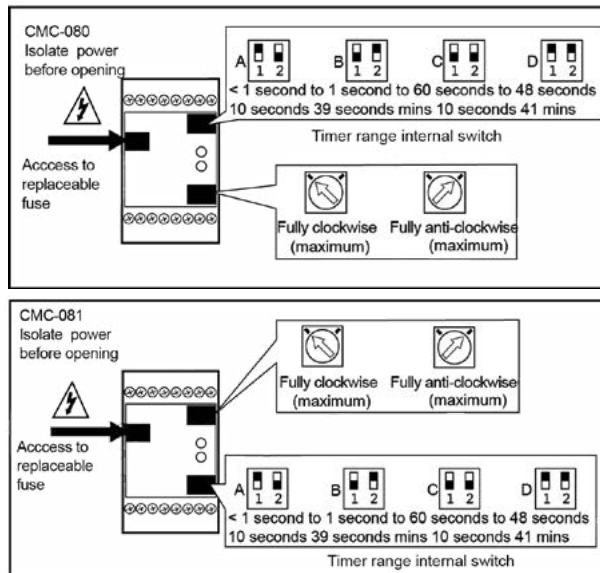 CMC-080
Isolate power
before opening
Acccess to
replaceable
fuse
A 1 2 B 1 2 C 1 2 D 1 2
< 1 second to 1 second to 60 seconds to 48 seconds
10 seconds 39 seconds mins 10 seconds 41 mins
Timer range internal switch
Fully clockwise Fully anti-clockwise
(maximum) (maximum)
CMC-081
Isolate power
before opening
Acccess to
replaceable
fuse
Fully clockwise Fully anti-clockwise
(maximum) (maximum)
A 1 2 B 1 2 C 1 2 D 1 2
< 1 second to 1 second to 60 seconds to 48 seconds
10 seconds 39 seconds mins 10 seconds 41 mins
Timer range internal switch